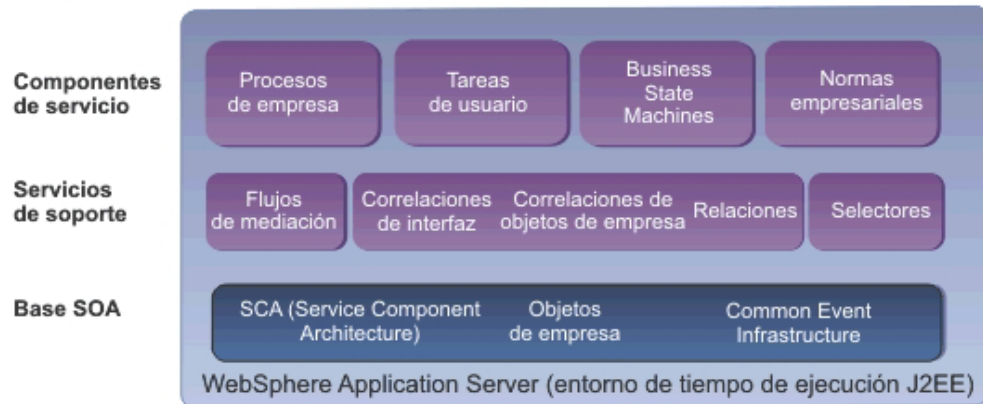 Componentes
de servicio
Procesos
de empresa
Tareas
de usuario
Business
State
Machines
Normas
empresariales
Servicios
de soporte
Flujos
de mediación
Correlaciones
de interfaz
Correlaciones de
objetos de empresa
Relaciones
Selectores
Base SOA
SCA (Service Component
Architecture)
Objetos
de empresa
Common Event
Infrastructure
WebSphere Application Server (entorno de tiempo de ejecución J2EE)